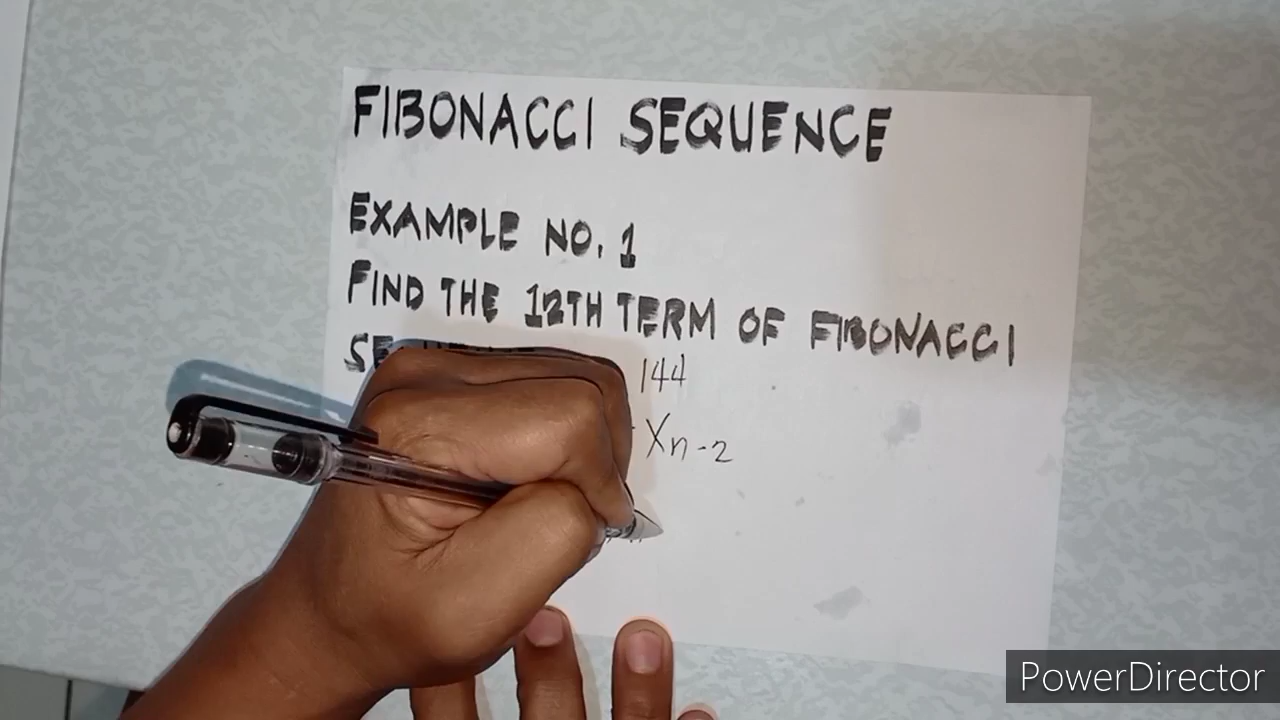 FIBONACCI SEQUENCE
EXAMPLE NO. 1
FIND THE 12TH TERM OF FIBONACCI
144
Xn-2
PowerDirector